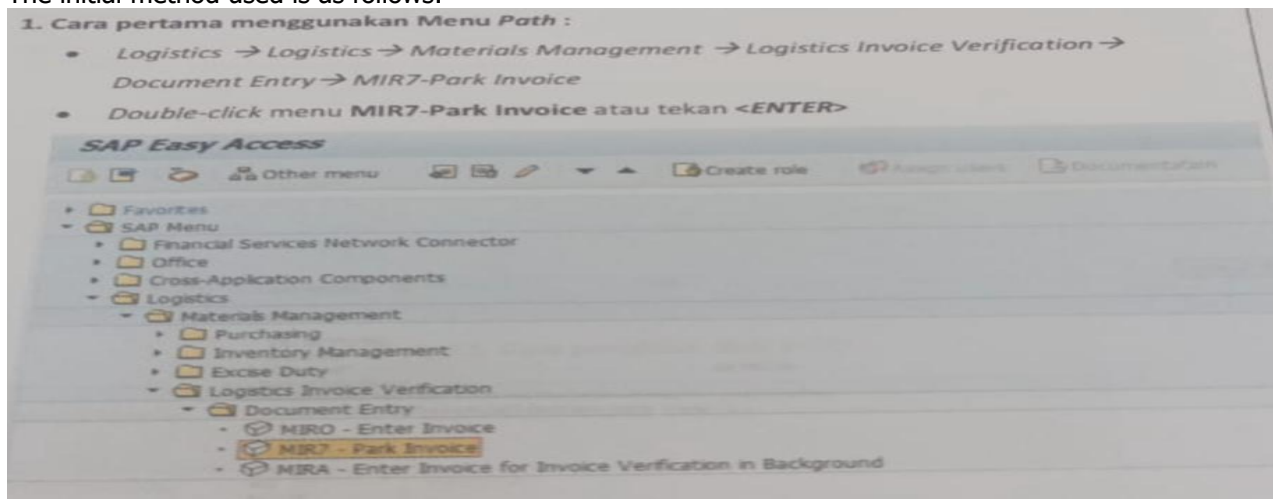 The initial method used is as follows:
1. Cara pertama menggunakan Menu Path :
• Logistics → Logistics → Materials Management → Logistics Invoice Verification →
Document Entry → MIR7-Park Invoice
• Double-click menu MIR7-Park Invoice atau tekan <ENTER>
SAP Easy Access
Other menu Create role Assign users Documentation
Favorites
SAP Menu
Financial Services Network Connector
Office
Cross-Application Components
Logistics
Materials Management
Purchasing
Inventory Management
Excise Duty
Logistics Invoice Verification
Document Entry
MIRO - Enter Invoice
MIR7 - Park Invoice
MIRA - Enter Invoice for Invoice Verification in Background